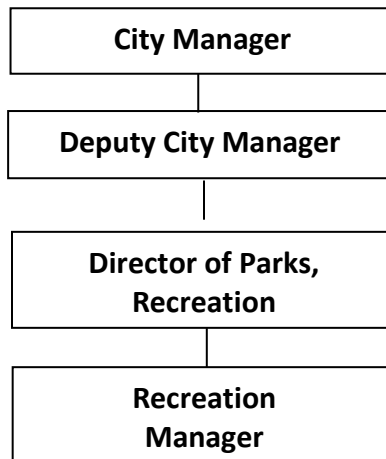 City Manager
Deputy City Manager
Director of Parks,
Recreation
Recreation
Manager